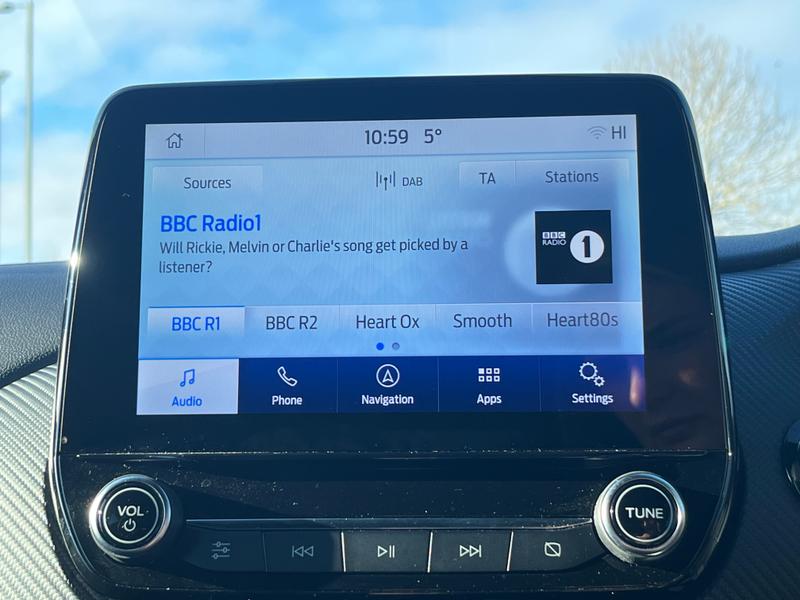 10:59 5° HI
Sources DAB TA Stations
BBC Radio1
Will Rickie, Melvin or Charlie's song get picked by a
listener?
BBC
RADIO
1
BBC R1 BBC R2 Heart Ox Smooth Heart80s
Audio Phone Navigation Apps Settings
VOL
TUNE